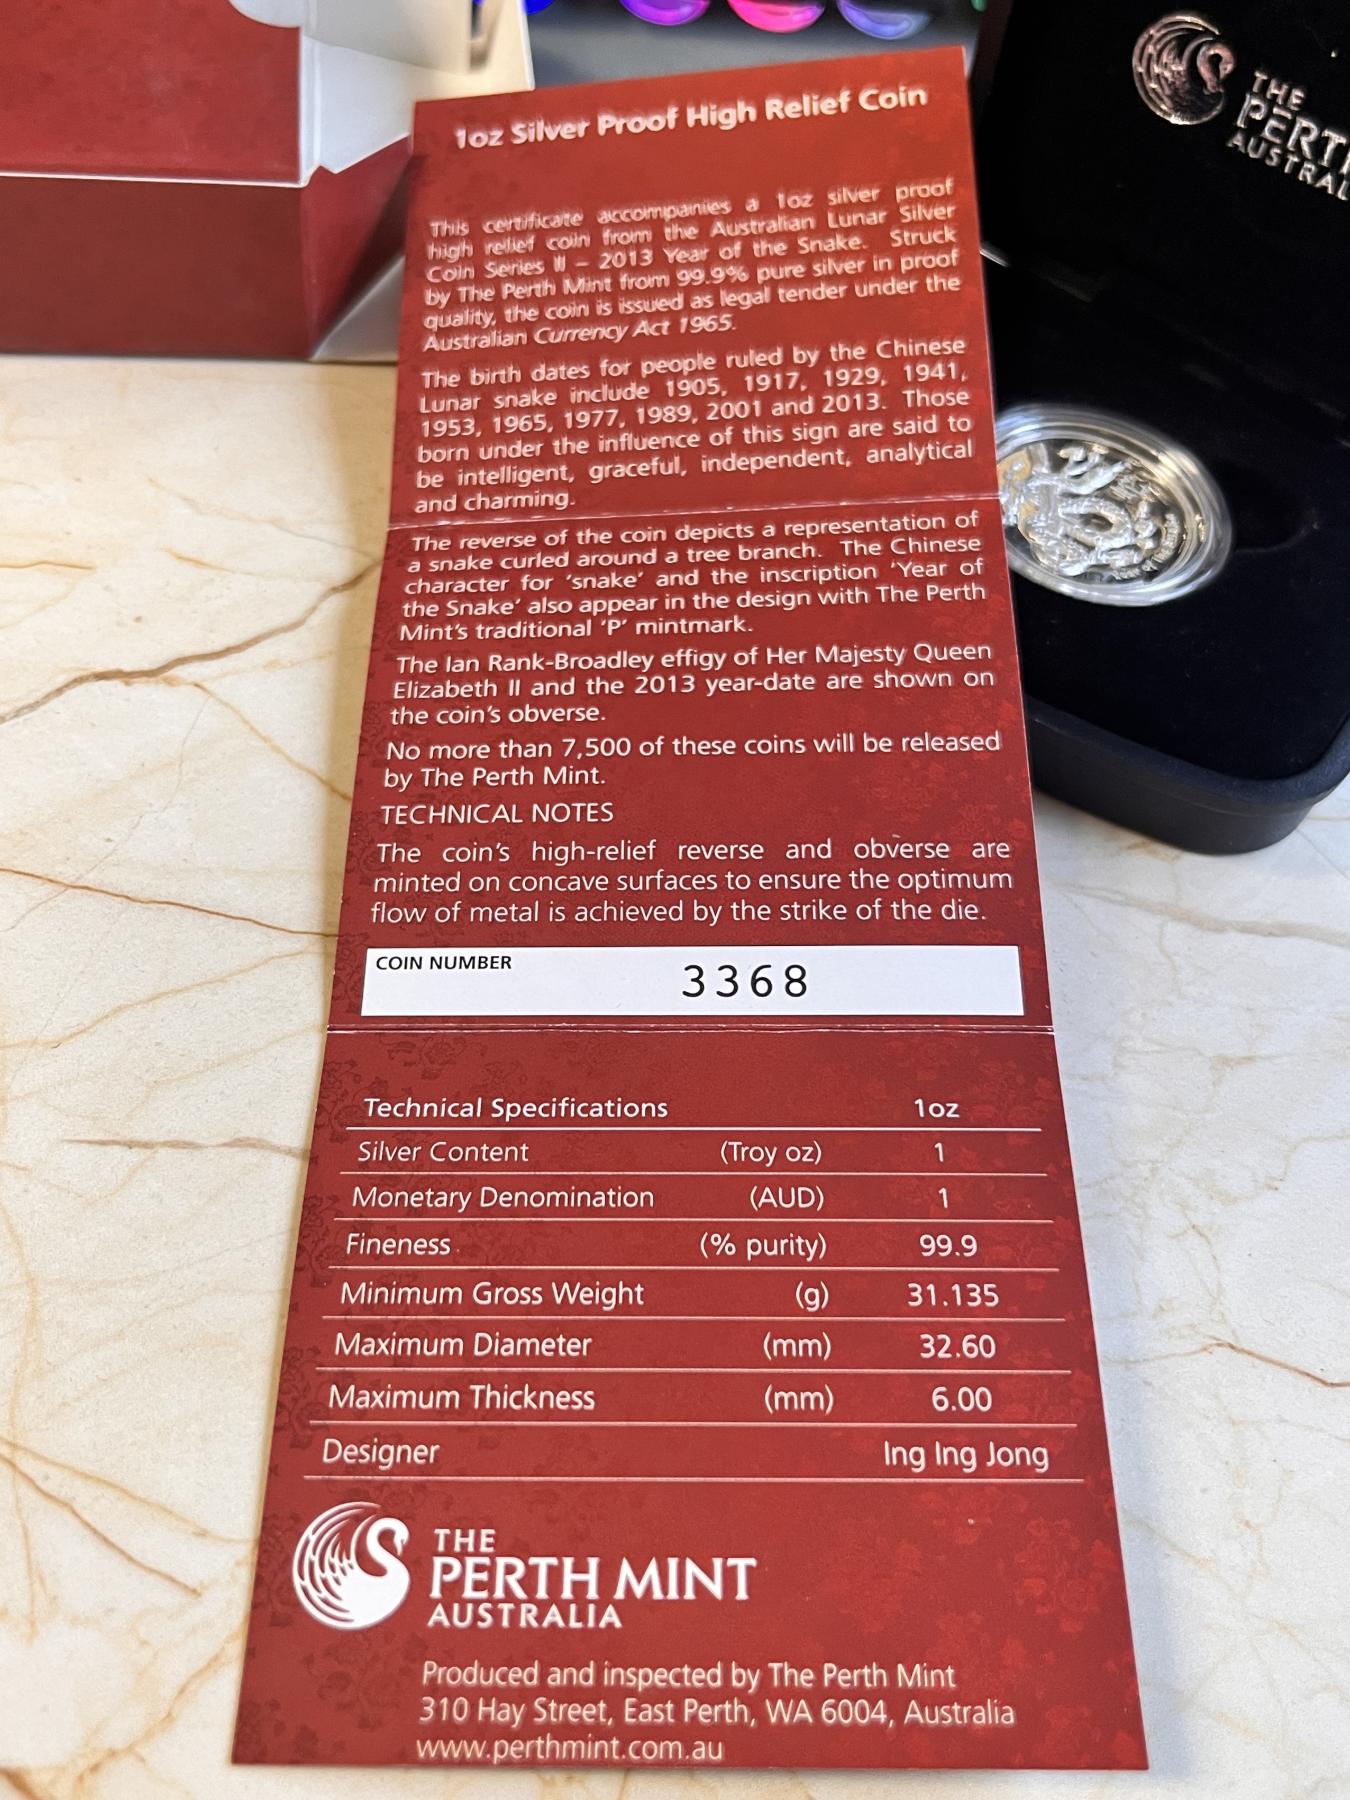 1oz Silver Proof High Relief Coin
This certificate accompanies a 1oz silver proof
high relief coin from the Australian Lunar Silver
Coin Series II – 2013 Year of the Snake. Struck
by The Perth Mint from 99.9% pure silver in proof
quality, the coin is issued as legal tender under the
Australian Currency Act 1965.
The birth dates for people ruled by the Chinese
Lunar snake include 1905, 1917, 1929, 1941,
1953, 1965, 1977, 1989, 2001 and 2013. Those
born under the influence of this sign are said to
be intelligent, graceful, independent, analytical
and charming.
The reverse of the coin depicts a representation of
a snake curled around a tree branch. The Chinese
character for 'snake' and the inscription 'Year of
the Snake' also appear in the design with The Perth
Mint's traditional 'P' mintmark.
The Ian Rank-Broadley effigy of Her Majesty Queen
Elizabeth II and the 2013 year-date are shown on
the coin's obverse.
No more than 7,500 of these coins will be released
by The Perth Mint.
TECHNICAL NOTES
The coin's high-relief reverse and obverse are
minted on concave surfaces to ensure the optimum
flow of metal is achieved by the strike of the die.
COIN NUMBER 3368
Technical Specifications 1oz
Silver Content (Troy oz) 1
Monetary Denomination (AUD) 1
Fineness (% purity) 99.9
Minimum Gross Weight (g) 31.135
Maximum Diameter (mm) 32.60
Maximum Thickness (mm) 6.00
Designer Ing Ing Jong
THE
PERTH MINT
AUSTRALIA
Produced and inspected by The Perth Mint
310 Hay Street, East Perth, WA 6004, Australia
www.perthmint.com.au
THE
PERTH
AUSTRAL